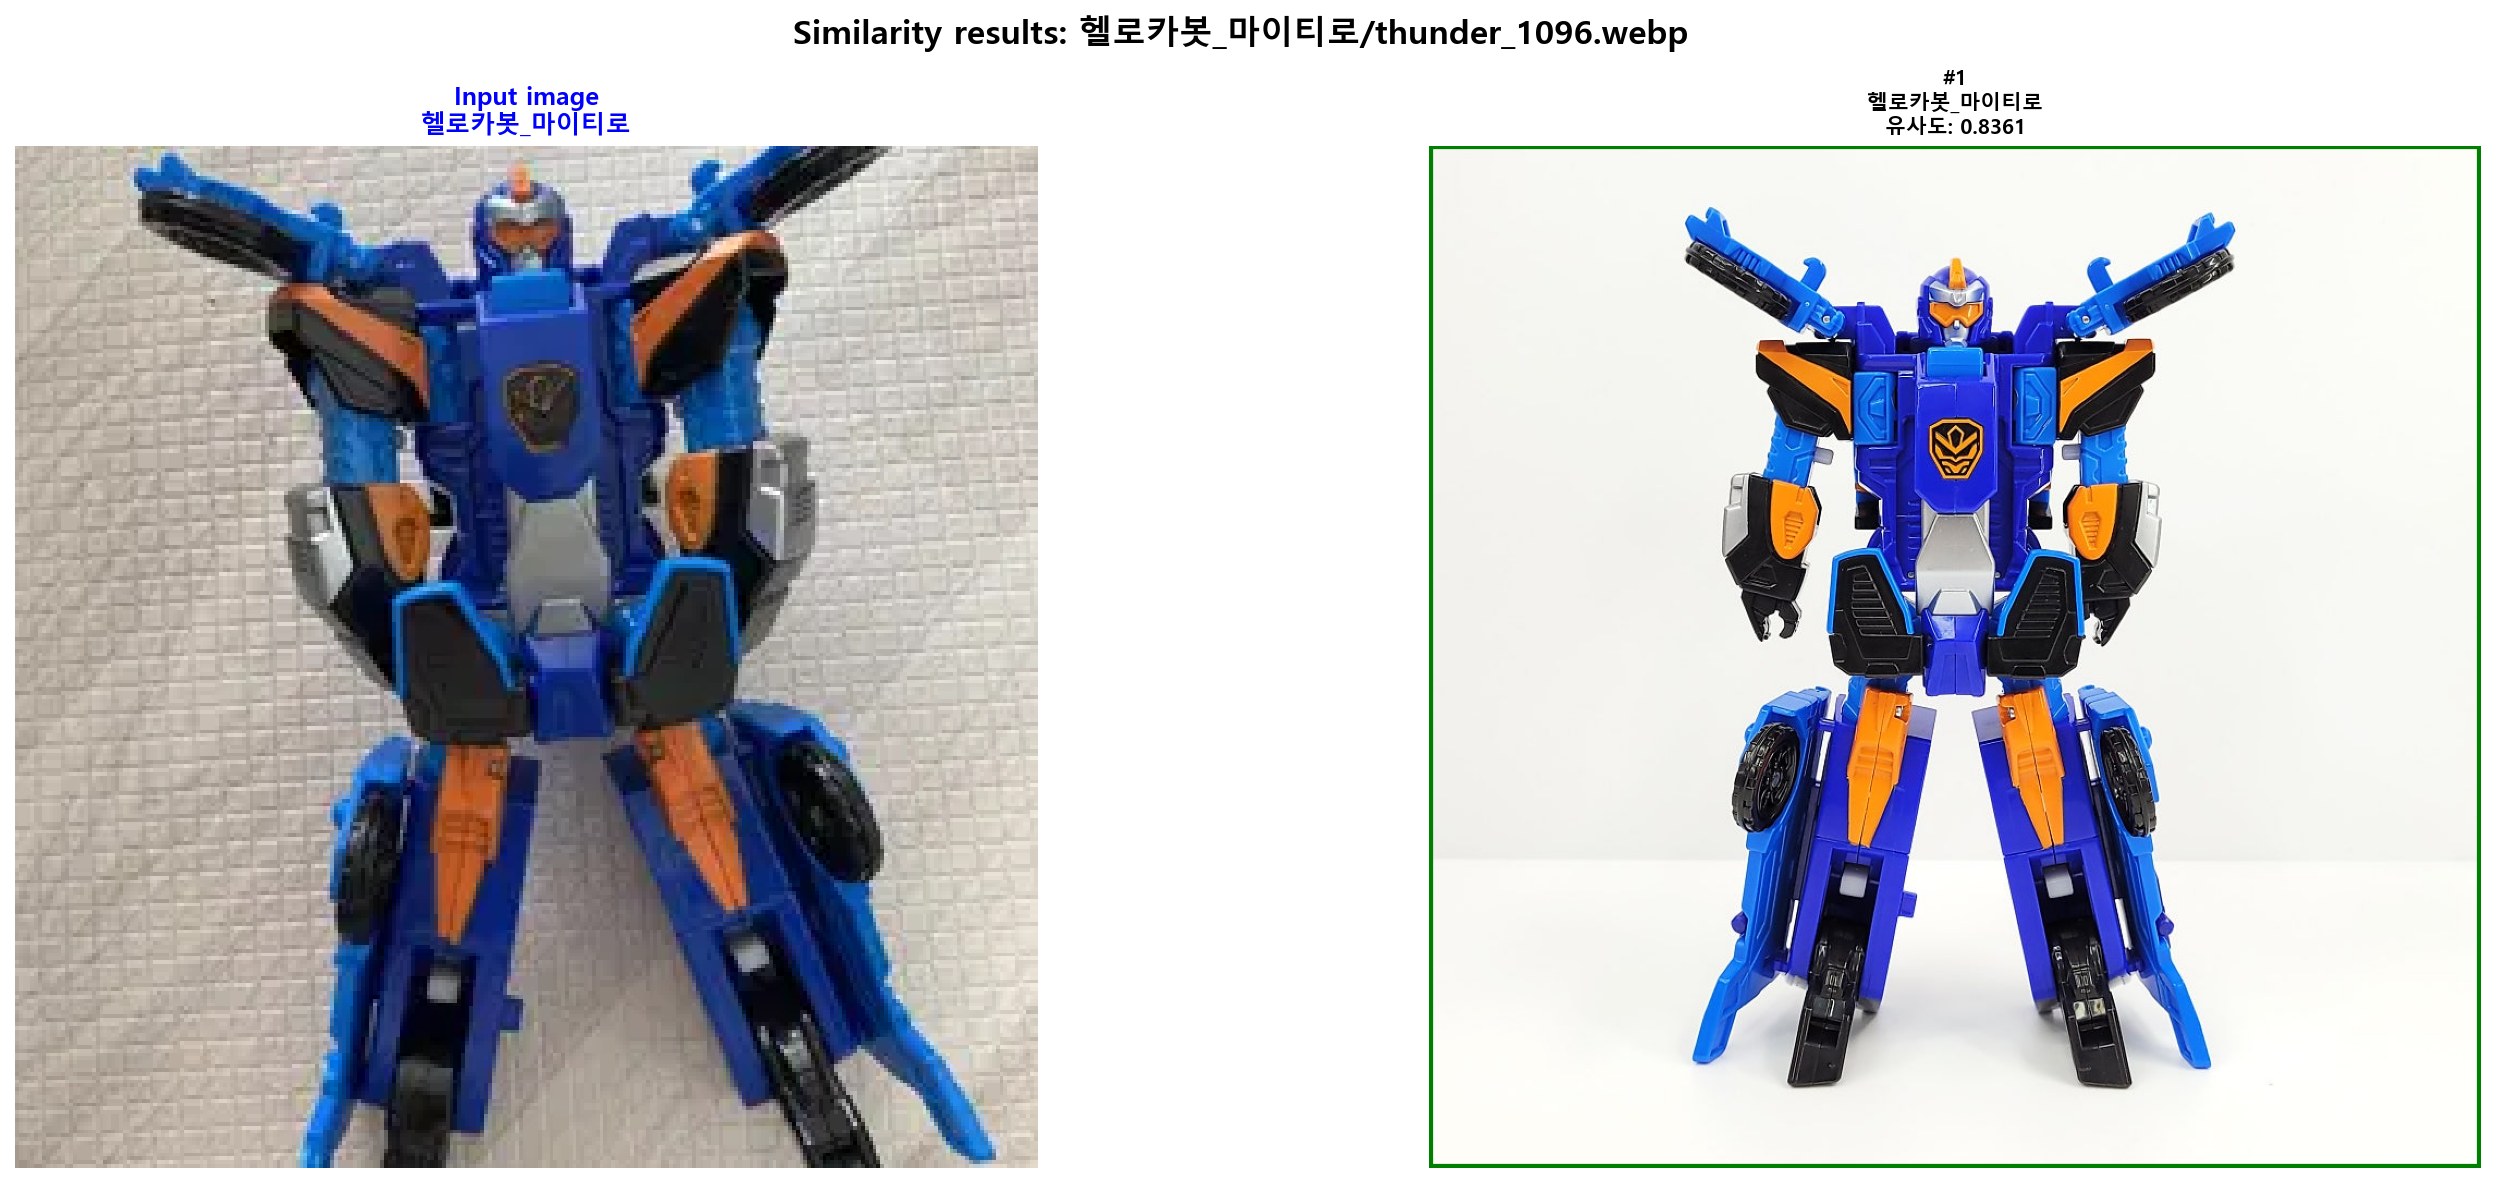 Similarity results: 헬로카봇_마이티로/thunder_1096.webp
Input image
헬로카봇_마이티로
#1
헬로카봇_마이티로
유사도: 0.8361